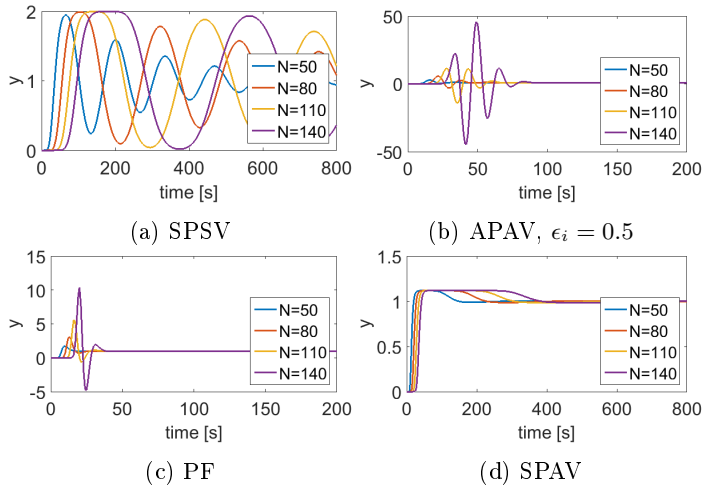 2
1
0
y
0 200 400 600 800
time [s]
N=50
N=80
N=110
N=140
(a) SPSV
50
0
-50
y
0 50 100 150 200
time [s]
N=50
N=80
N=110
N=140
(b) APAV, ϵᵢ = 0.5
15
10
5
0
-5
y
0 50 100 150 200
time [s]
N=50
N=80
N=110
N=140
(c) PF
1.5
1
0.5
0
y
0 200 400 600 800
time [s]
N=50
N=80
N=110
N=140
(d) SPAV